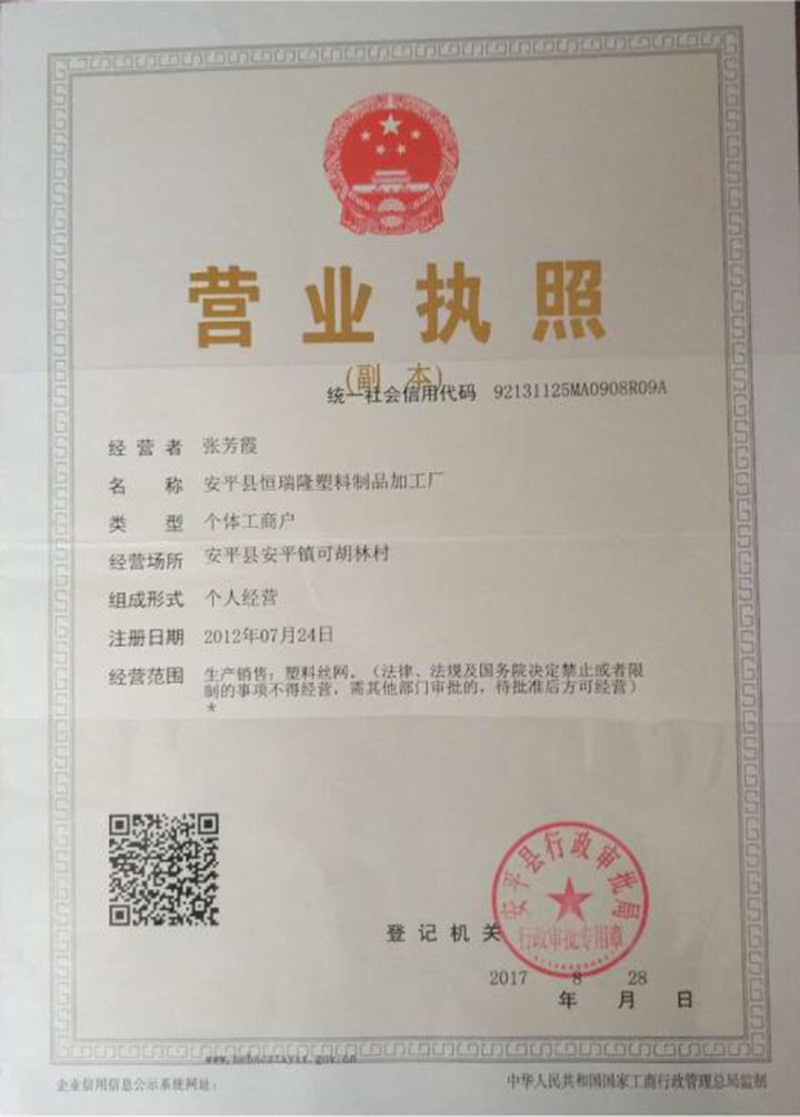 营业执照
(副 本)
统一社会信用代码 92131125MA0908R09A
经营者 张芳霞
名称 安平县恒瑞隆塑料制品加工厂
类型 个体工商户
经营场所 安平县安平镇可胡林村
组成形式 个人经营
注册日期 2012年07月24日
经营范围 生产销售：塑料丝网。（法律、法规及国务院决定禁止或者限
制的事项不得经营，需其他部门审批的，待批准后方可经营）
*
安平县行政审批局
登记机关
行政审批专用章
2017 8 28
年 月 日
企业信用信息公示系统网址：
中华人民共和国国家工商行政管理总局监制